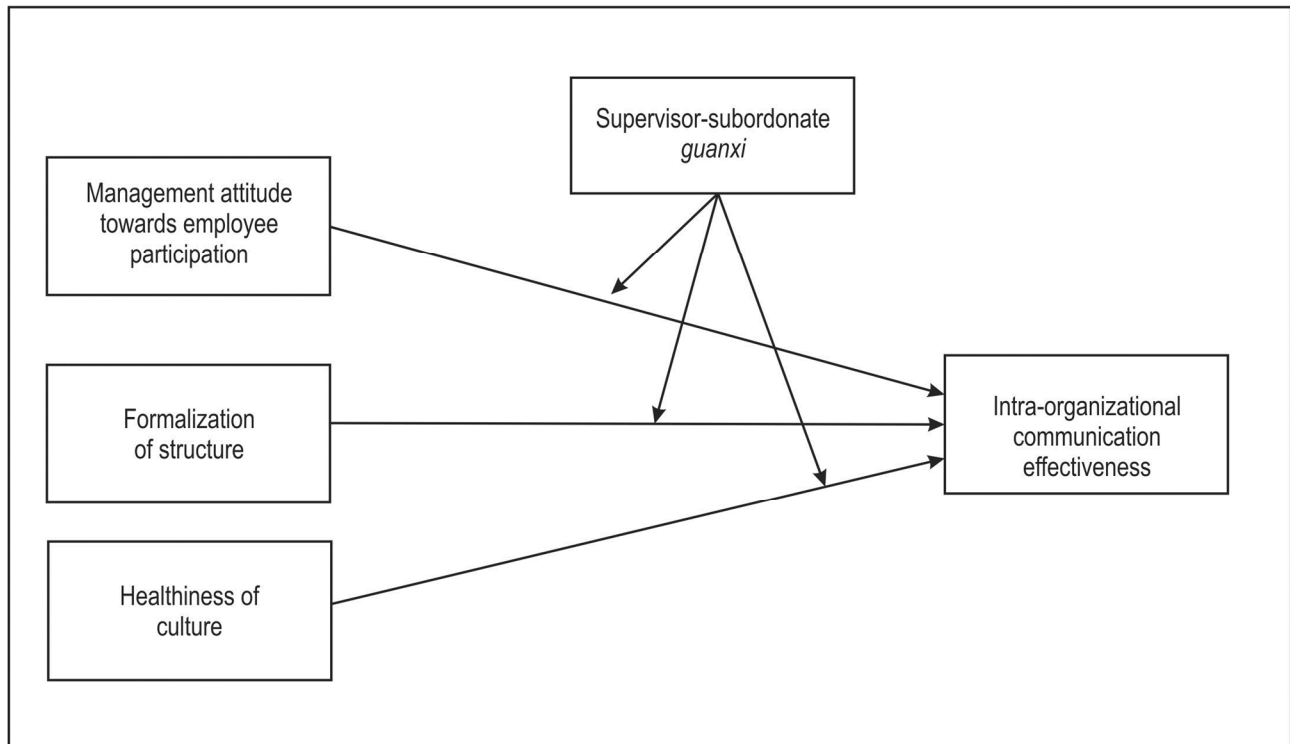 Supervisor-subordonate
guanxi
Management attitude
towards employee
participation
Formalization
of structure
Intra-organizational
communication
effectiveness
Healthiness of
culture